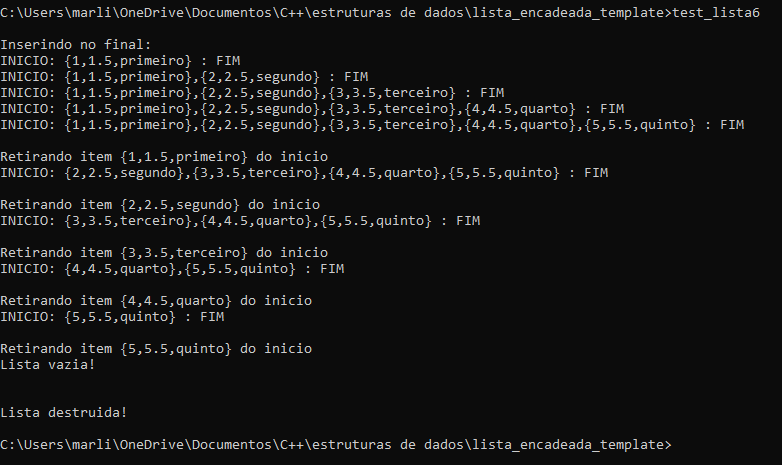 C:\Users\marli\OneDrive\Documentos\C++\estruturas de dados\lista_encadeada_template>test_lista6
Inserindo no final:
INICIO: {1,1.5,primeiro} : FIM
INICIO: {1,1.5,primeiro},{2,2.5,segundo} : FIM
INICIO: {1,1.5,primeiro},{2,2.5,segundo},{3,3.5,terceiro} : FIM
INICIO: {1,1.5,primeiro},{2,2.5,segundo},{3,3.5,terceiro},{4,4.5,quarto} : FIM
INICIO: {1,1.5,primeiro},{2,2.5,segundo},{3,3.5,terceiro},{4,4.5,quarto},{5,5.5,quinto} : FIM
Retirando item {1,1.5,primeiro} do inicio
INICIO: {2,2.5,segundo},{3,3.5,terceiro},{4,4.5,quarto},{5,5.5,quinto} : FIM
Retirando item {2,2.5,segundo} do inicio
INICIO: {3,3.5,terceiro},{4,4.5,quarto},{5,5.5,quinto} : FIM
Retirando item {3,3.5,terceiro} do inicio
INICIO: {4,4.5,quarto},{5,5.5,quinto} : FIM
Retirando item {4,4.5,quarto} do inicio
INICIO: {5,5.5,quinto} : FIM
Retirando item {5,5.5,quinto} do inicio
Lista vazia!
Lista destruida!
C:\Users\marli\OneDrive\Documentos\C++\estruturas de dados\lista_encadeada_template>